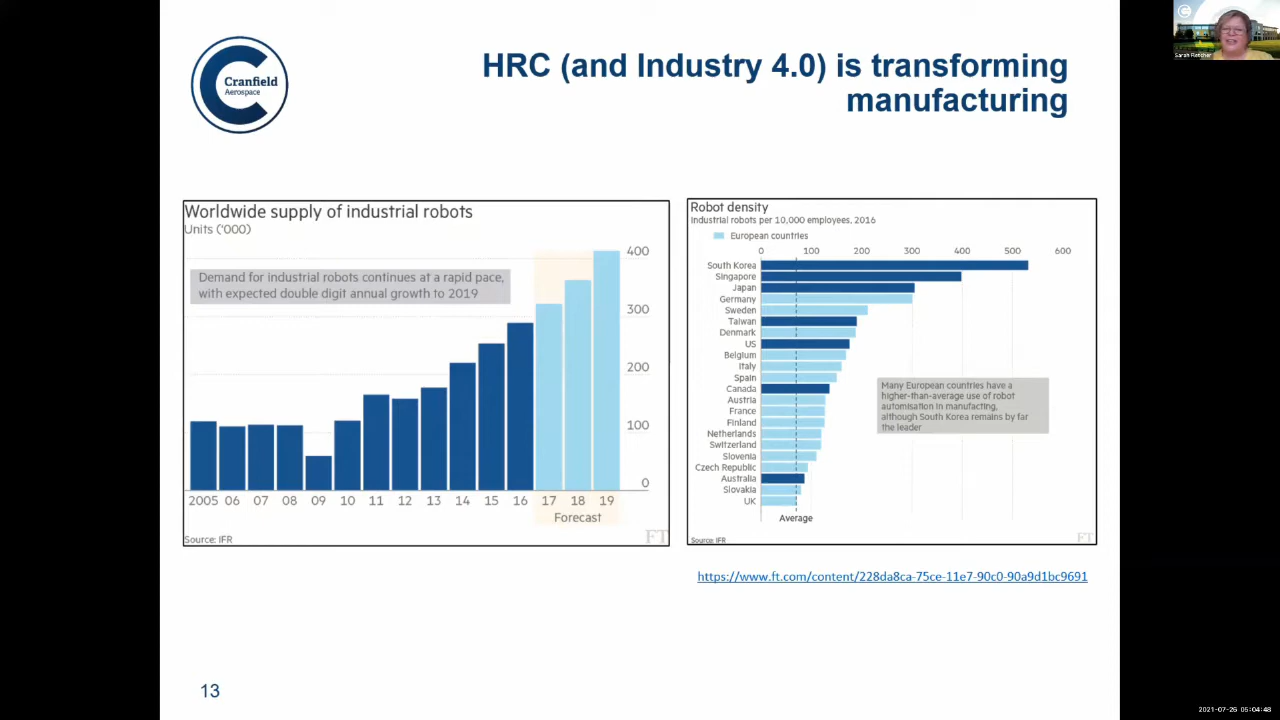 Cranfield
Aerospace
HRC (and Industry 4.0) is transforming
manufacturing
Worldwide supply of industrial robots
Units ('000)
Demand for industrial robots continues at a rapid pace,
with expected double digit annual growth to 2019
400
300
200
100
0
2005 06 07 08 09 10 11 12 13 14 15 16 17 18 19
Forecast
Source: IFR
FT
Robot density
Industrial robots per 10,000 employees, 2016
European countries
0 100 200 300 400 500 600
South Korea
Singapore
Japan
Germany
Sweden
Taiwan
Denmark
US
Belgium
Italy
Spain
Canada
Austria
France
Finland
Netherlands
Switzerland
Slovenia
Czech Republic
Australia
Slovakia
UK
Average
Many European countries have a
higher-than-average use of robot
automisation in manufacting,
although South Korea remains by far
the leader
Source: IFR
FT
https://www.ft.com/content/228da8ca-75ce-11e7-90c0-90a9d1bc9691
13
Sarah Fletcher
2021-07-26 05:04:48